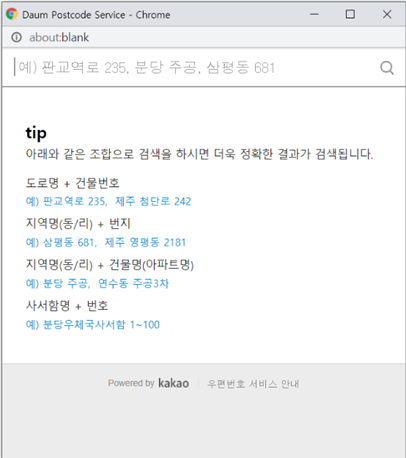 Daum Postcode Service - Chrome
about:blank
예) 판교역로 235, 분당 주공, 삼평동 681
tip
아래와 같은 조합으로 검색을 하시면 더욱 정확한 결과가 검색됩니다.
도로명 + 건물번호
예) 판교역로 235, 제주 첨단로 242
지역명(동/리) + 번지
예) 삼평동 681, 제주 영평동 2181
지역명(동/리) + 건물명(아파트명)
예) 분당 주공, 연수동 주공3차
사서함명 + 번호
예) 분당우체국사서함 1~100
Powered by kakao 우편번호 서비스 안내